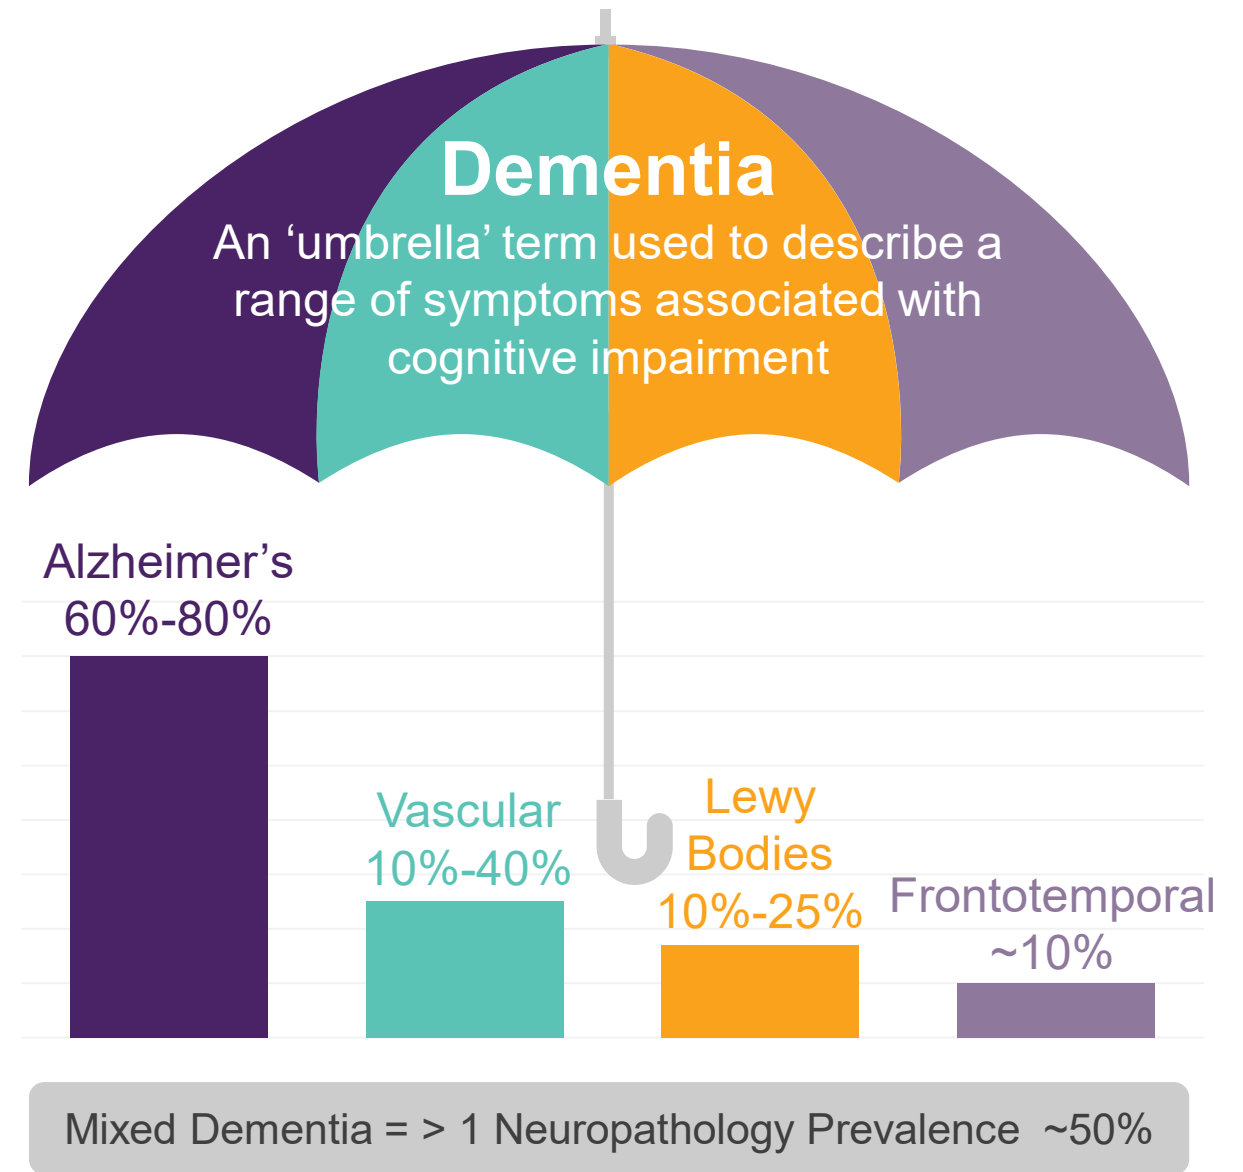 Dementia
An ‘umbrella’ term used to describe a
range of symptoms associated with
cognitive impairment
Alzheimer’s
60%-80%
Vascular
10%-40%
Lewy
Bodies
10%-25%
Frontotemporal
~10%
Mixed Dementia = > 1 Neuropathology Prevalence ~50%